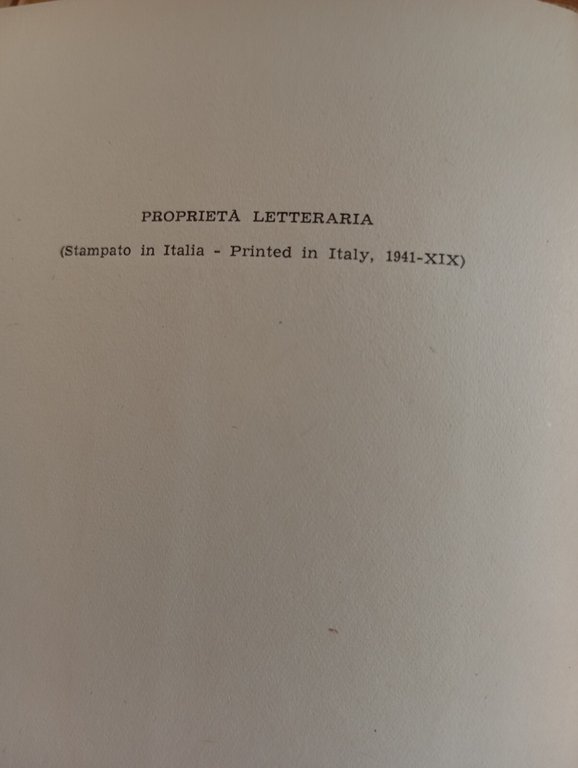 PROPRIETÀ LETTERARIA
(Stampato in Italia - Printed in Italy, 1941-XIX)